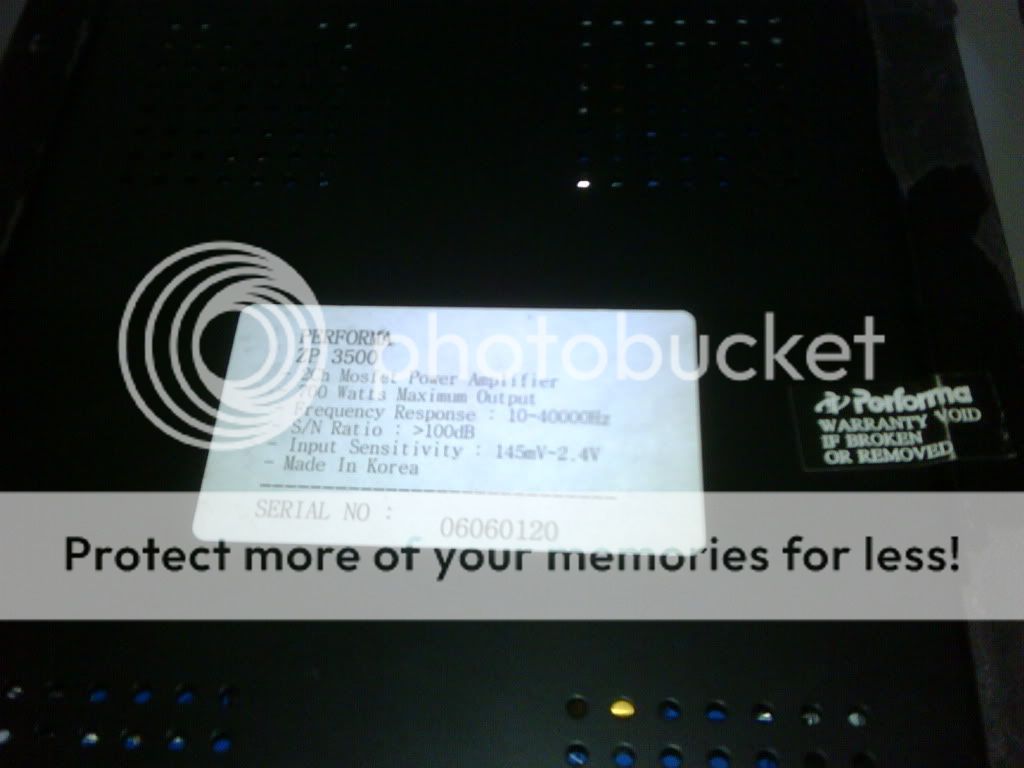 PERFORMA
ZP 3500
- 2Ch Mosfet Power Amplifier
700 Watts Maximum Output
Frequency Response : 10-40000Hz
S/N Ratio : >100dB
- Input Sensitivity : 145mV-2.4V
- Made In Korea
SERIAL NO : 06060120
Performa
WARRANTY VOID
IF BROKEN
OR REMOVED
photobucket
Protect more of your memories for less!